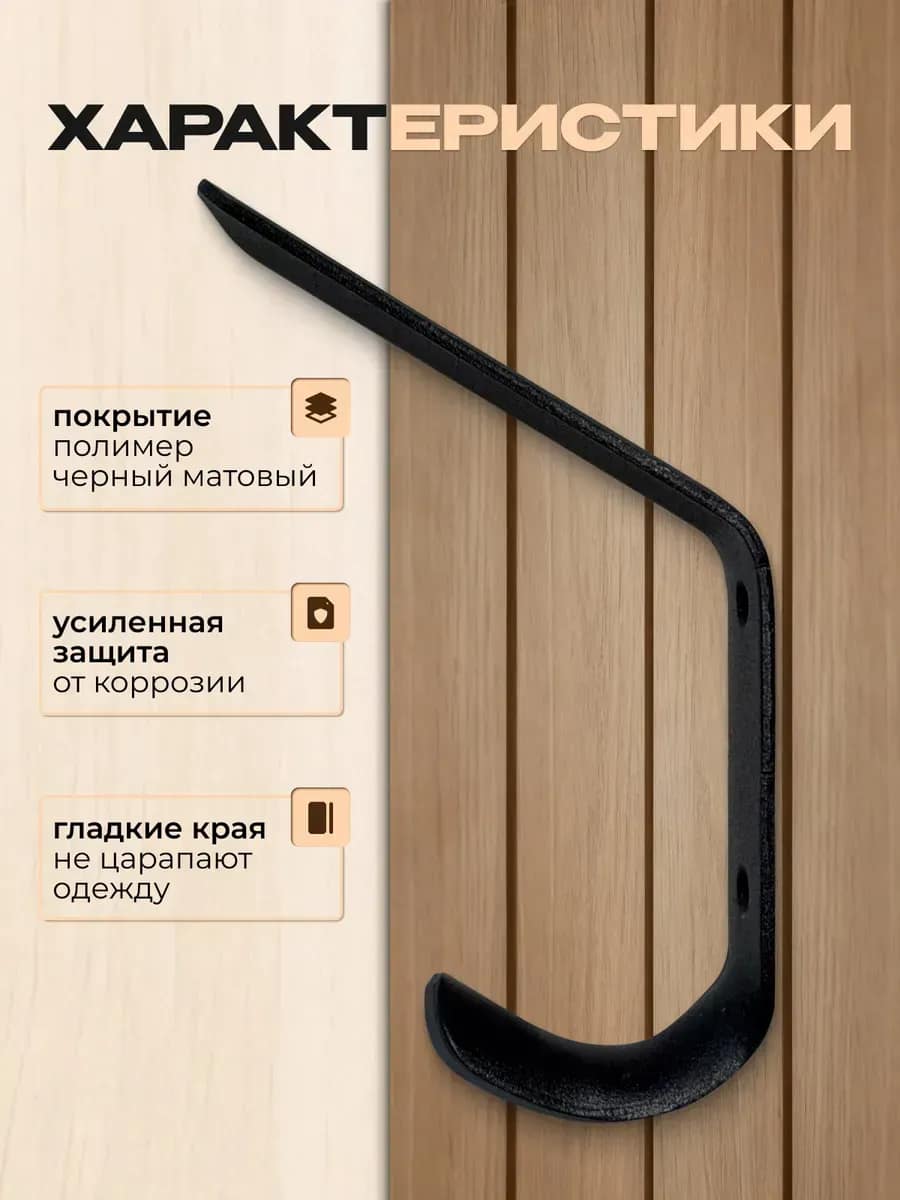 ХАРАКТЕРИСТИКИ
покрытие
полимер
черный матовый
усиленная
защита
от коррозии
гладкие края
не царапают
одежду